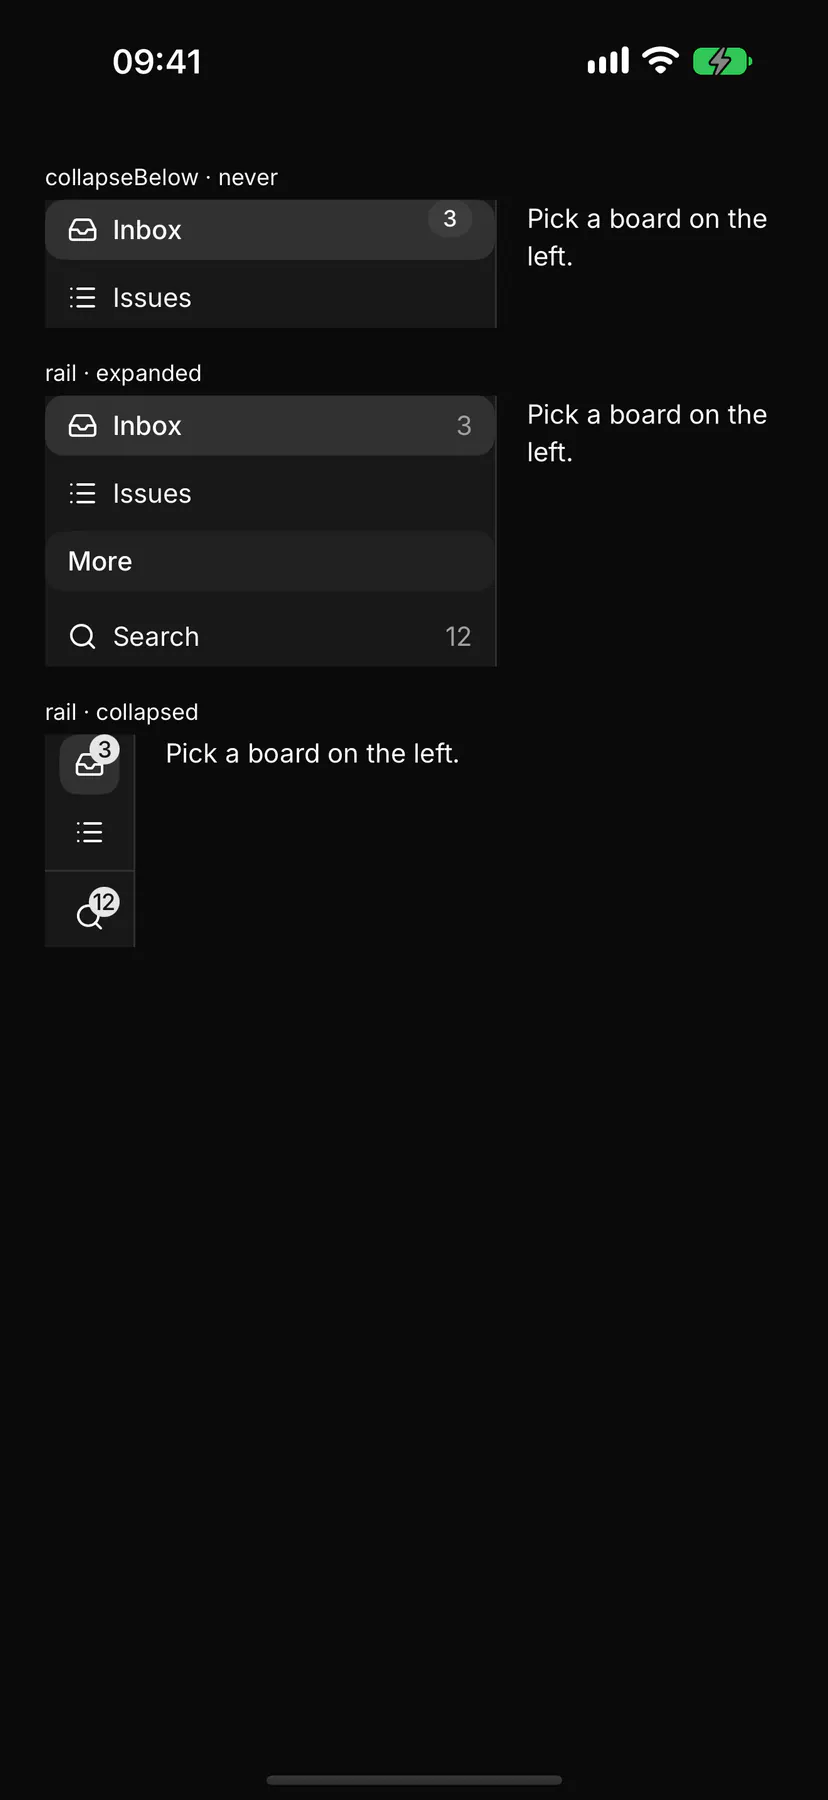 09:41
collapseBelow · never
Inbox 3
Issues
Pick a board on the
left.
rail · expanded
Inbox 3
Issues
More
Search 12
Pick a board on the
left.
rail · collapsed
3
12
Pick a board on the left.